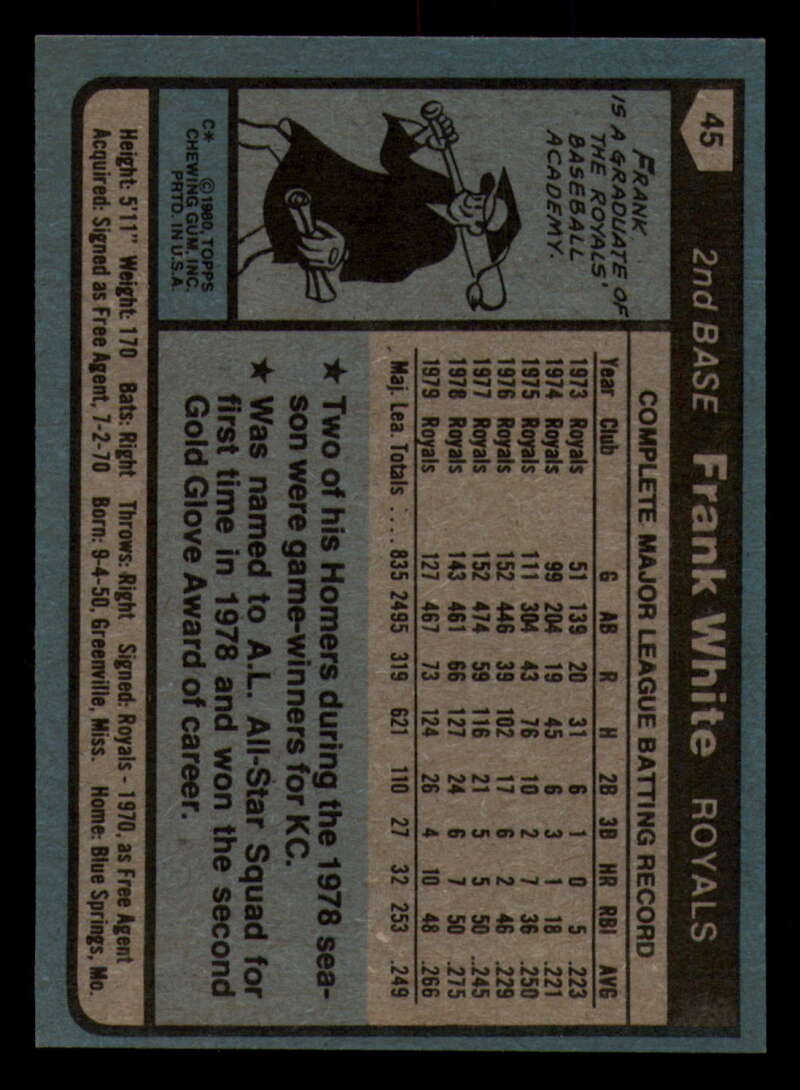 45
2nd BASE Frank White ROYALS
FRANK
IS A GRADUATE OF
THE ROYALS'
BASEBALL
ACADEMY.
C* © 1980, TOPPS
CHEWING GUM, INC.
PRTD. IN U.S.A.
COMPLETE MAJOR LEAGUE BATTING RECORD
Year Club G AB R H 2B 3B HR RBI AVG
1973 Royals 51 139 20 31 6 1 0 5 .223
1974 Royals 99 204 19 45 6 3 1 18 .221
1975 Royals 111 304 43 76 10 2 7 36 .250
1976 Royals 152 446 39 102 17 6 2 46 .229
1977 Royals 152 474 59 116 21 5 5 50 .245
1978 Royals 143 461 66 127 24 6 7 50 .275
1979 Royals 127 467 73 124 26 4 10 48 .266
Maj. Lea. Totals .... 835 2495 319 621 110 27 32 253 .249
★ Two of his Homers during the 1978 sea-
son were game-winners for KC.
★ Was named to A.L. All-Star Squad for
first time in 1978 and won the second
Gold Glove Award of career.
Height: 5'11" Weight: 170 Bats: Right Throws: Right Signed: Royals - 1970, as Free Agent
Acquired: Signed as Free Agent, 7-2-70 Born: 9-4-50, Greenville, Miss. Home: Blue Springs, Mo.